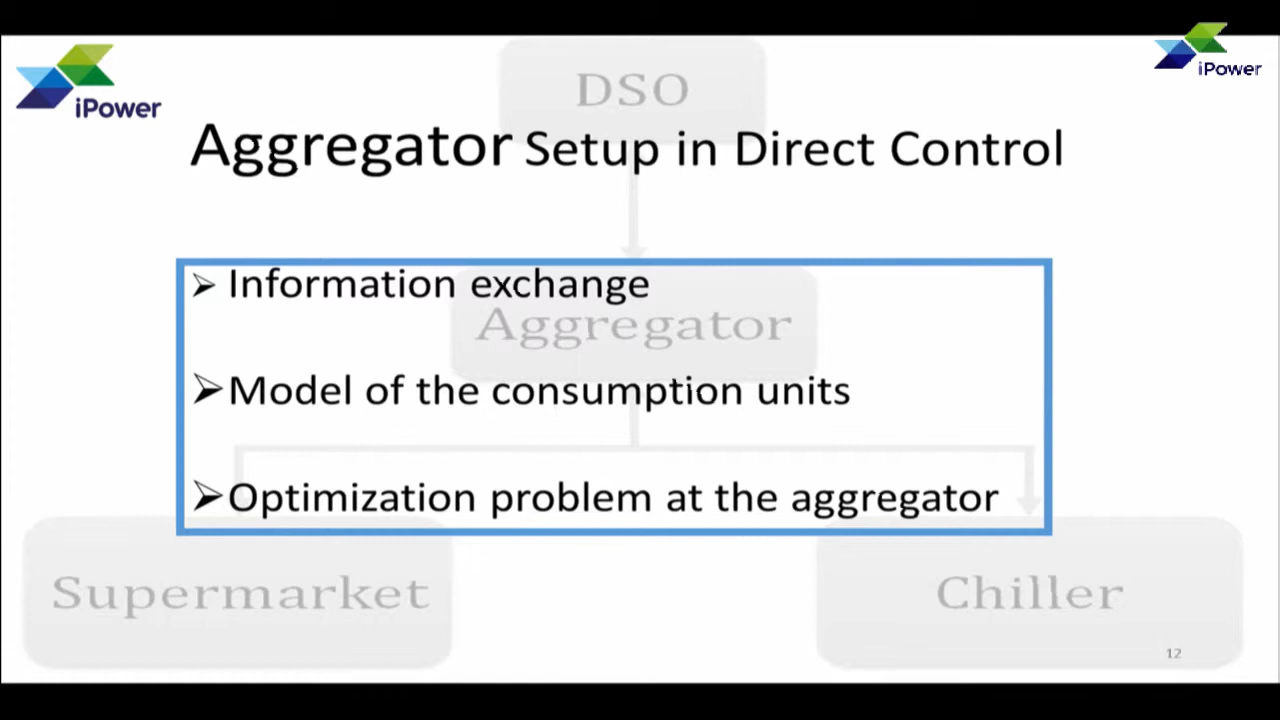 iPower
iPower
DSO
Aggregator Setup in Direct Control
Information exchange
Aggregator
Model of the consumption units
Optimization problem at the aggregator
Supermarket
Chiller
12